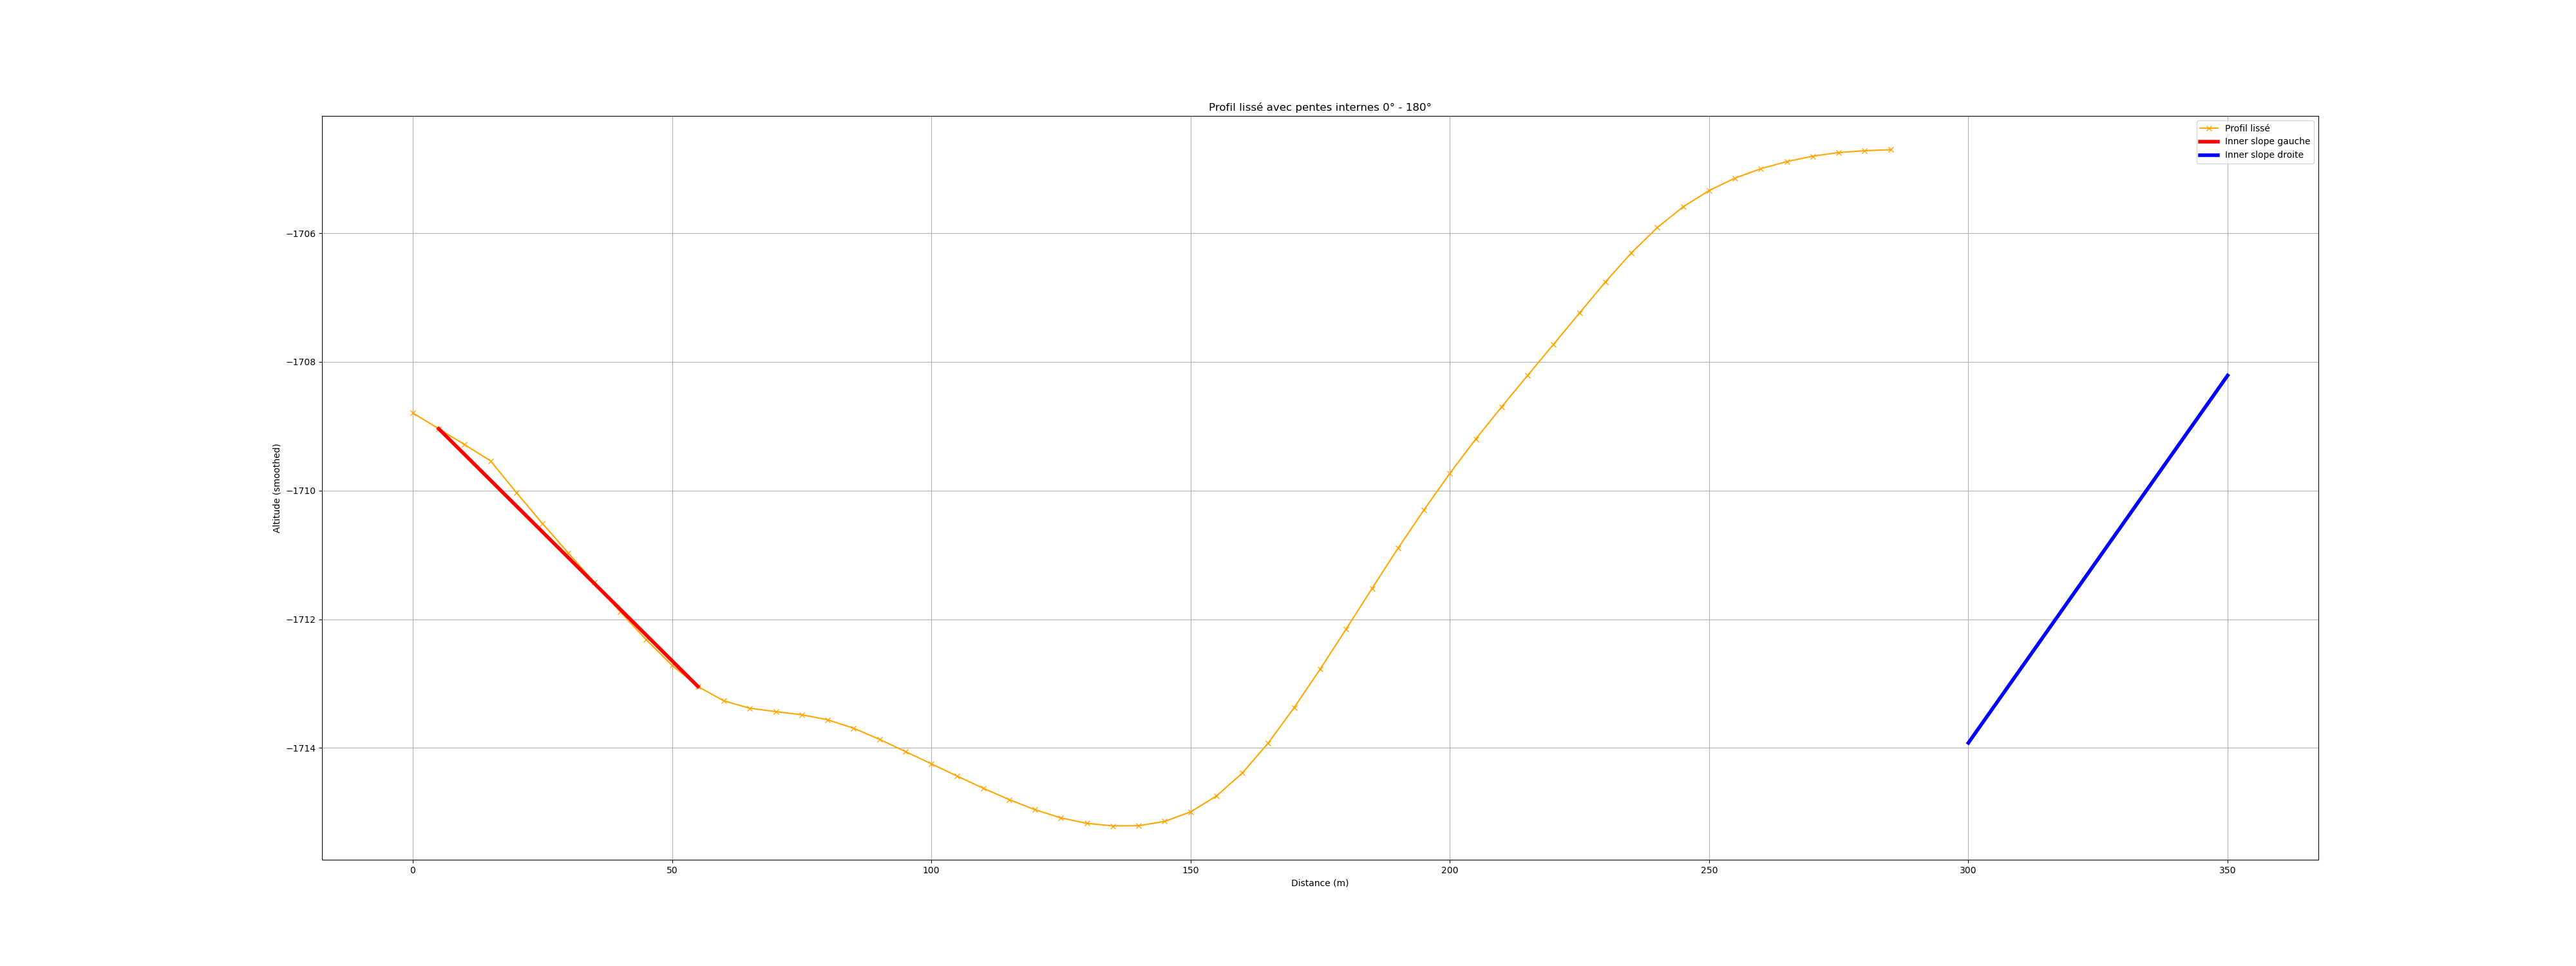 Profil lissé avec pentes internes 0° - 180°
Profil lissé
Inner slope gauche
Inner slope droite
Altitude (smoothed)
−1706
−1708
−1710
−1712
−1714
0 50 100 150 200 250 300 350
Distance (m)